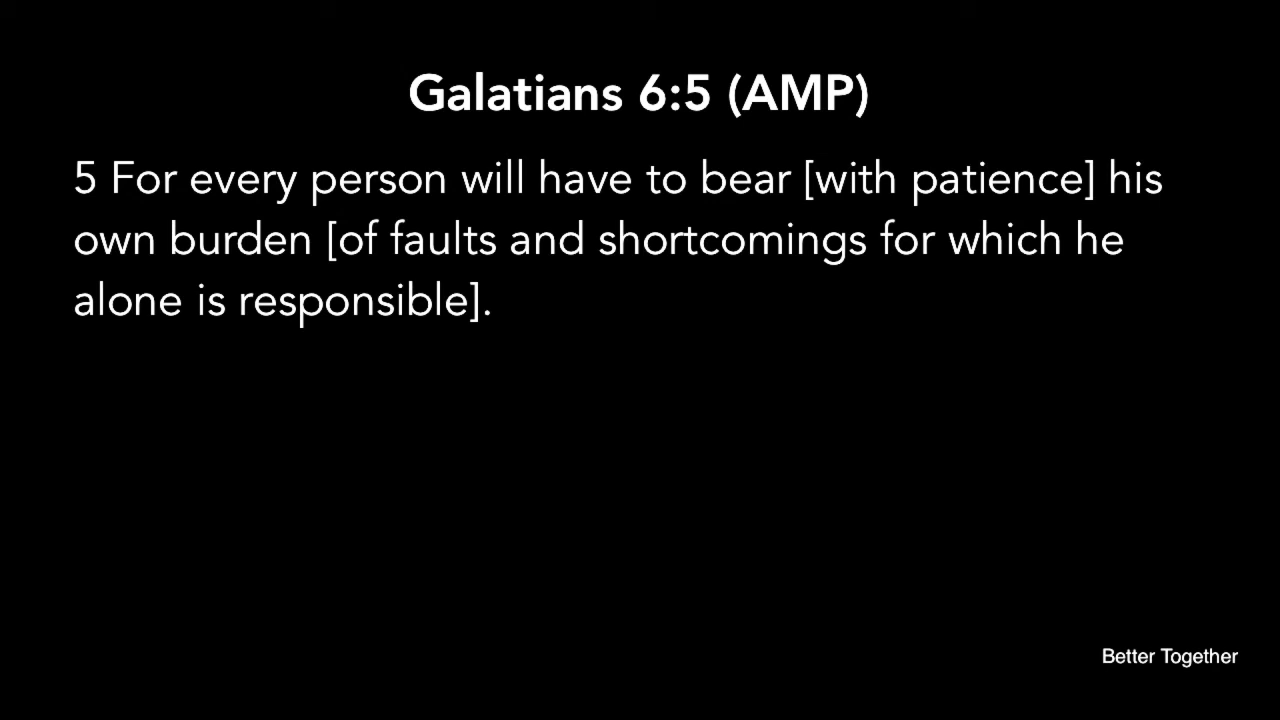 Galatians 6:5 (AMP)
5 For every person will have to bear [with patience] his
own burden [of faults and shortcomings for which he
alone is responsible].
Better Together